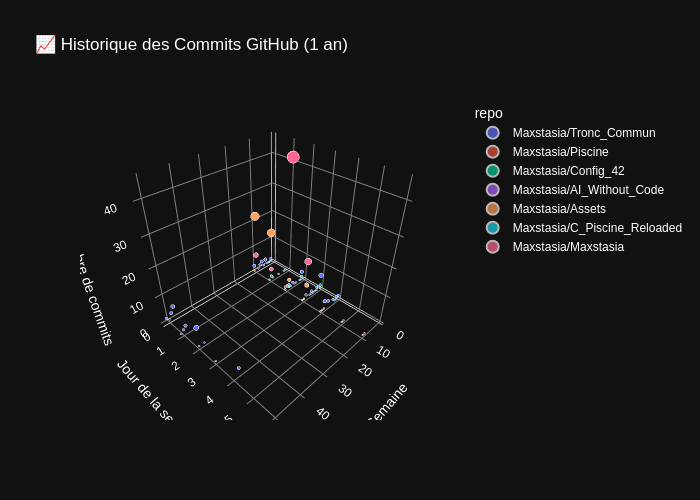 📈 Historique des Commits GitHub (1 an)
repo
Maxstasia/Tronc_Commun
Maxstasia/Piscine
Maxstasia/Config_42
Maxstasia/AI_Without_Code
Maxstasia/Assets
Maxstasia/C_Piscine_Reloaded
Maxstasia/Maxstasia
40
30
20
10
0
de commits
0
1
2
3
4
5
Jour de la se
0
10
20
30
40
Semaine